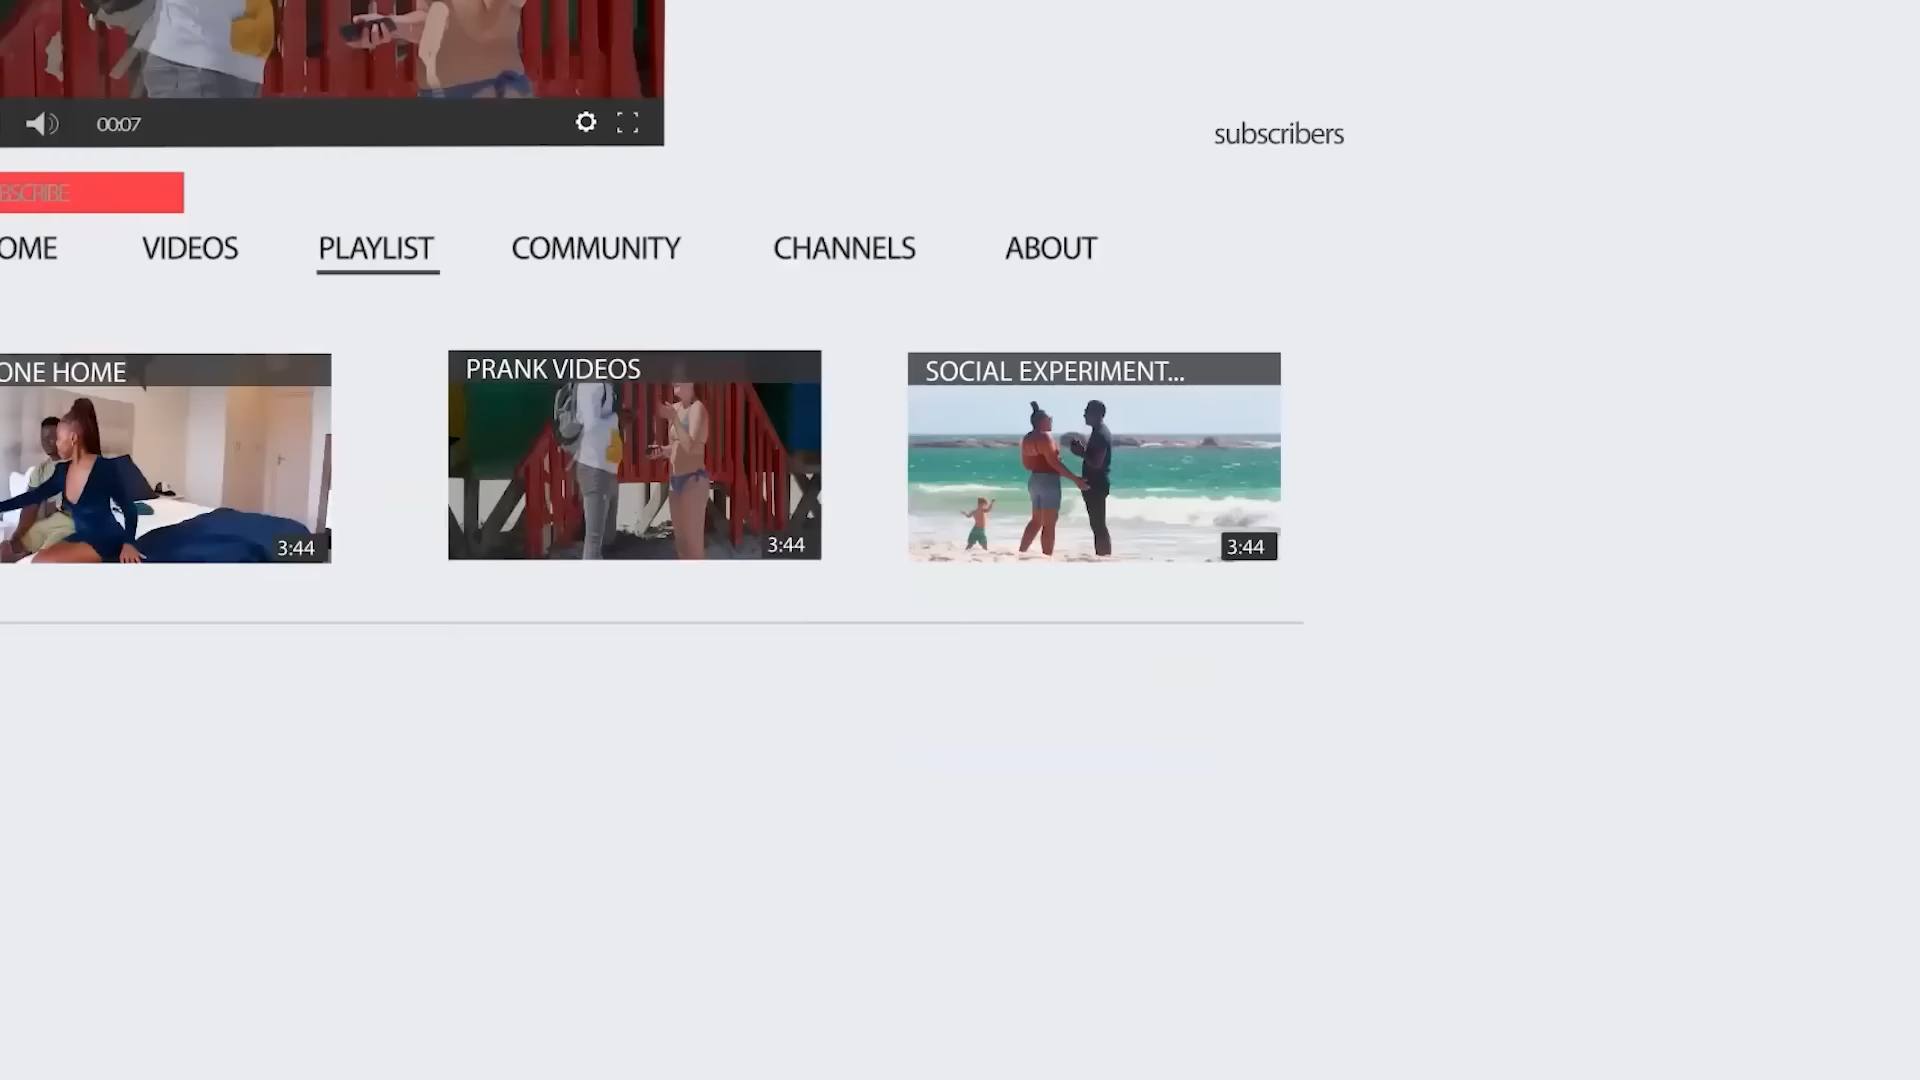 00:07
subscribers
BSCRIBE
OME
VIDEOS
PLAYLIST
COMMUNITY
CHANNELS
ABOUT
ONE HOME
PRANK VIDEOS
SOCIAL EXPERIMENT...
3:44
3:44
3:44